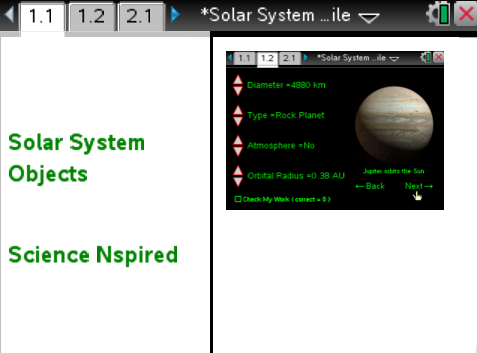 1.1 1.2 2.1 *Solar System ...ile
Solar System
Objects
Science Nspired
1.1 1.2 2.1 *Solar System ...ile
Diameter =4880 km
Type =Rock Planet
Atmosphere =No
Orbital Radius =0.38 AU
Jupiter orbits the Sun
←Back Next→
Check My Work ( correct = 0 )